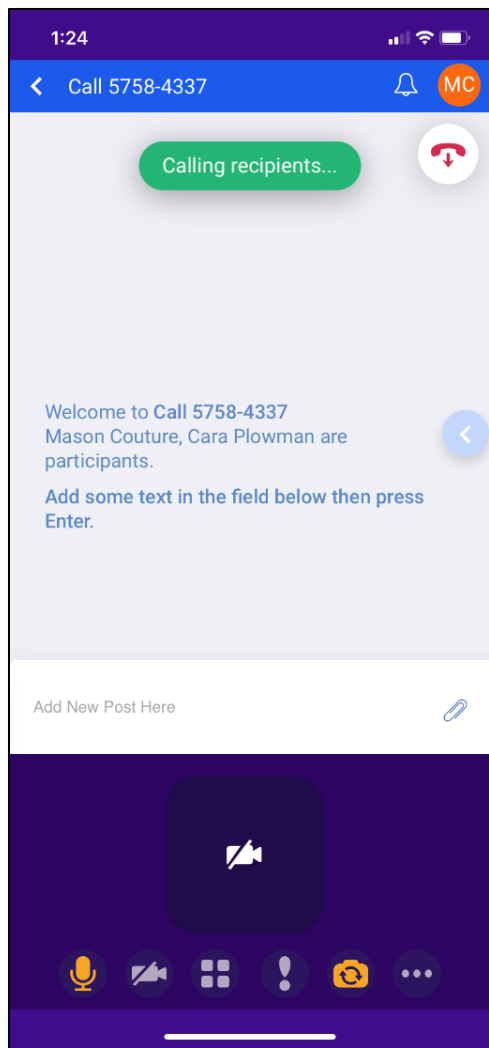 1:24
Call 5758-4337
MC
Calling recipients...
Welcome to Call 5758-4337
Mason Couture, Cara Plowman are
participants.
Add some text in the field below then press
Enter.
Add New Post Here